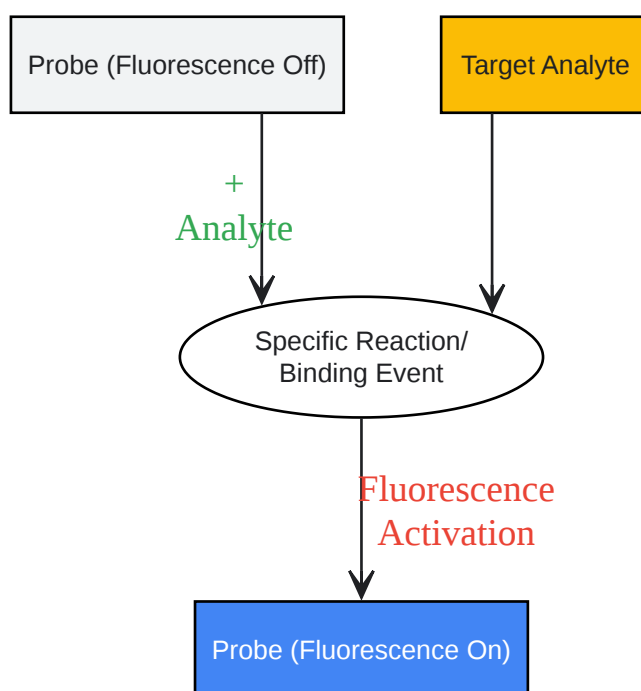 Probe (Fluorescence Off)
Target Analyte
+
Analyte
Specific Reaction/
Binding Event
Fluorescence
Activation
Probe (Fluorescence On)